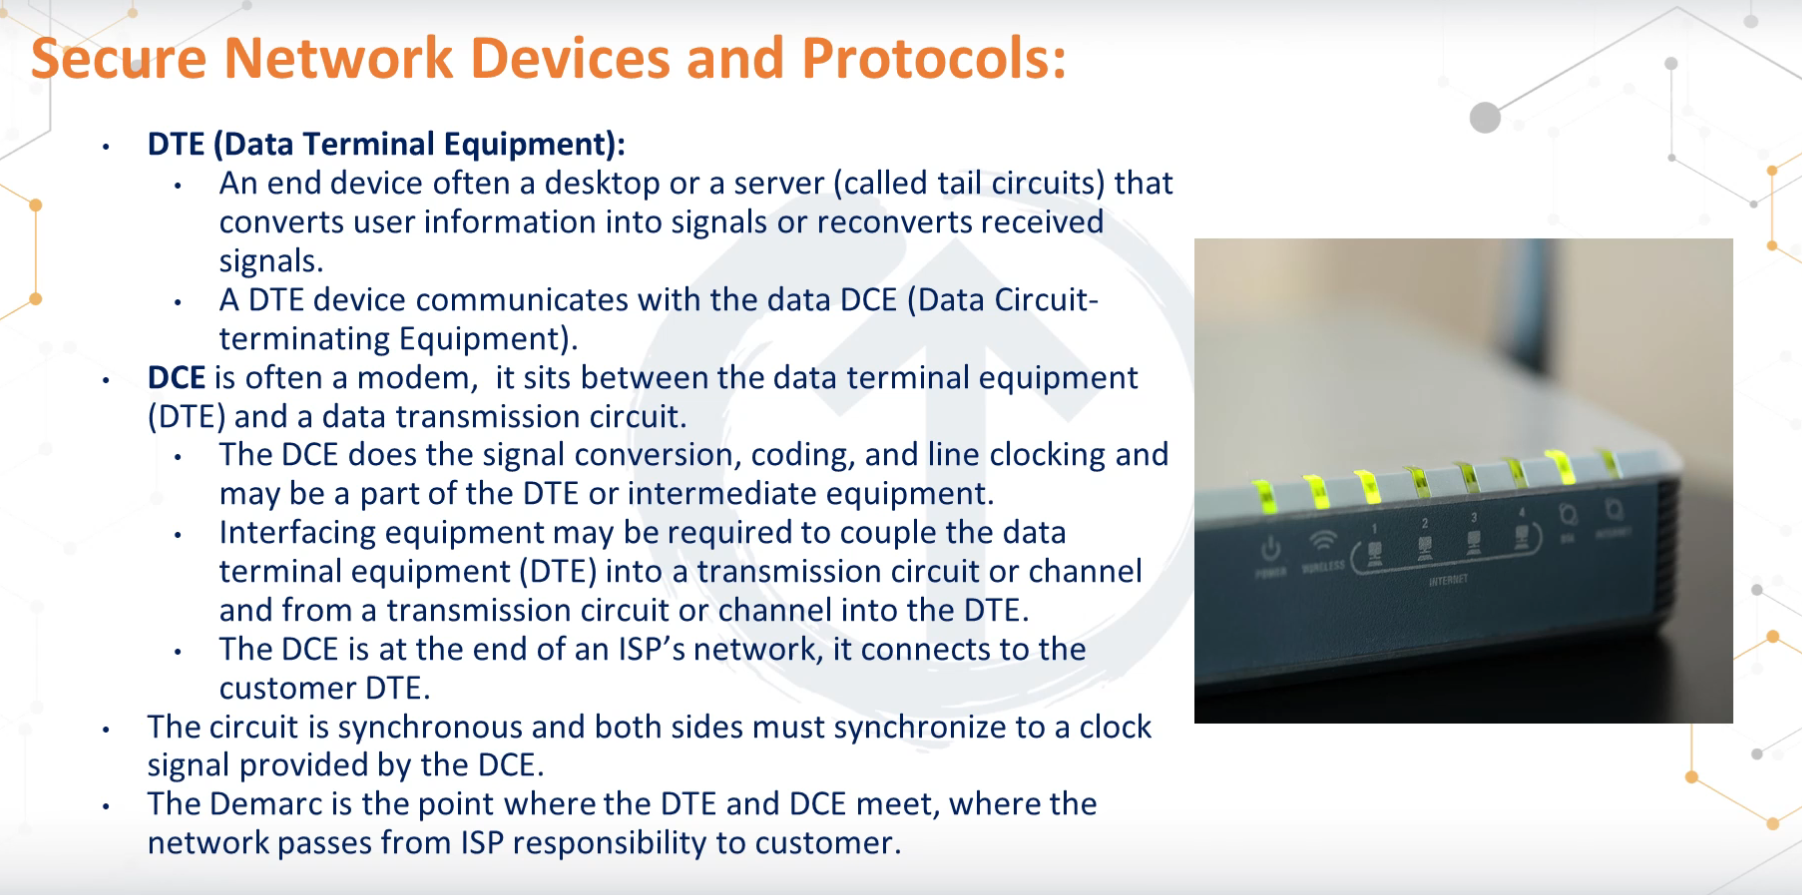 Secure Network Devices and Protocols:
• DTE (Data Terminal Equipment):
• An end device often a desktop or a server (called tail circuits) that
converts user information into signals or reconverts received
signals.
• A DTE device communicates with the data DCE (Data Circuit-
terminating Equipment).
• DCE is often a modem,  it sits between the data terminal equipment
(DTE) and a data transmission circuit.
• The DCE does the signal conversion, coding, and line clocking and
may be a part of the DTE or intermediate equipment.
• Interfacing equipment may be required to couple the data
terminal equipment (DTE) into a transmission circuit or channel
and from a transmission circuit or channel into the DTE.
• The DCE is at the end of an ISP’s network, it connects to the
customer DTE.
• The circuit is synchronous and both sides must synchronize to a clock
signal provided by the DCE.
• The Demarc is the point where the DTE and DCE meet, where the
network passes from ISP responsibility to customer.
1 2 3 4
POWER WIRELESS INTERNET
INTERNET